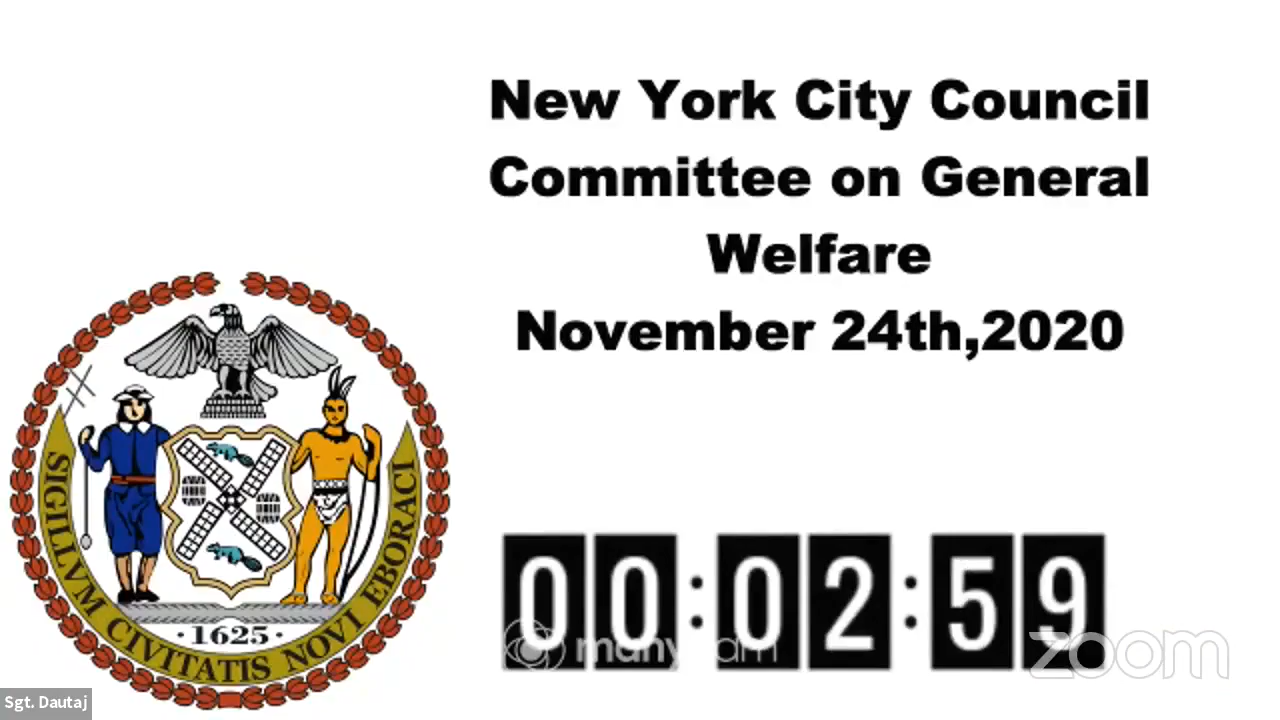 New York City Council
Committee on General
Welfare
November 24th,2020
SIGILLVM CIVITATIS NOVI EBORACI
·1625·
00:02:59
zoom
Sgt. Dautaj